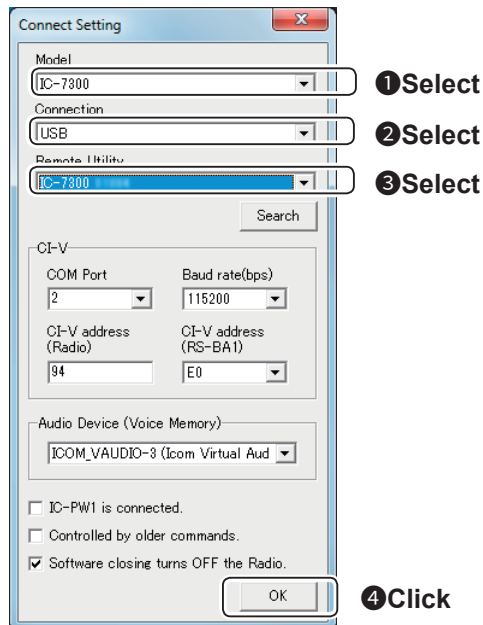 Connect Setting
Model
IC-7300
❶Select
Connection
USB
❷Select
Remote Utility
IC-7300
❸Select
Search
CI-V
COM Port Baud rate(bps)
2 115200
CI-V address CI-V address
(Radio) (RS-BA1)
94 E0
Audio Device (Voice Memory)
ICOM_VAUDIO-3 (Icom Virtual Aud
IC-PW1 is connected.
Controlled by older commands.
Software closing turns OFF the Radio.
OK
❹Click